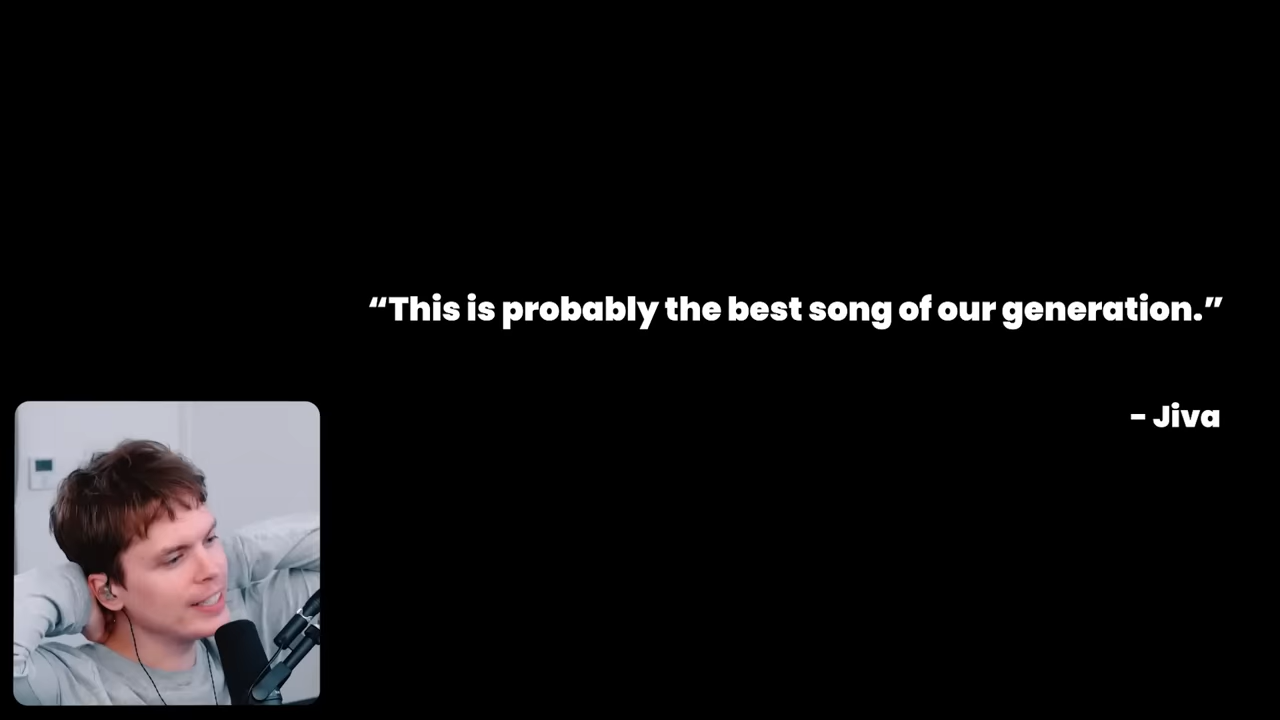 “This is probably the best song of our generation.”
- Jiva